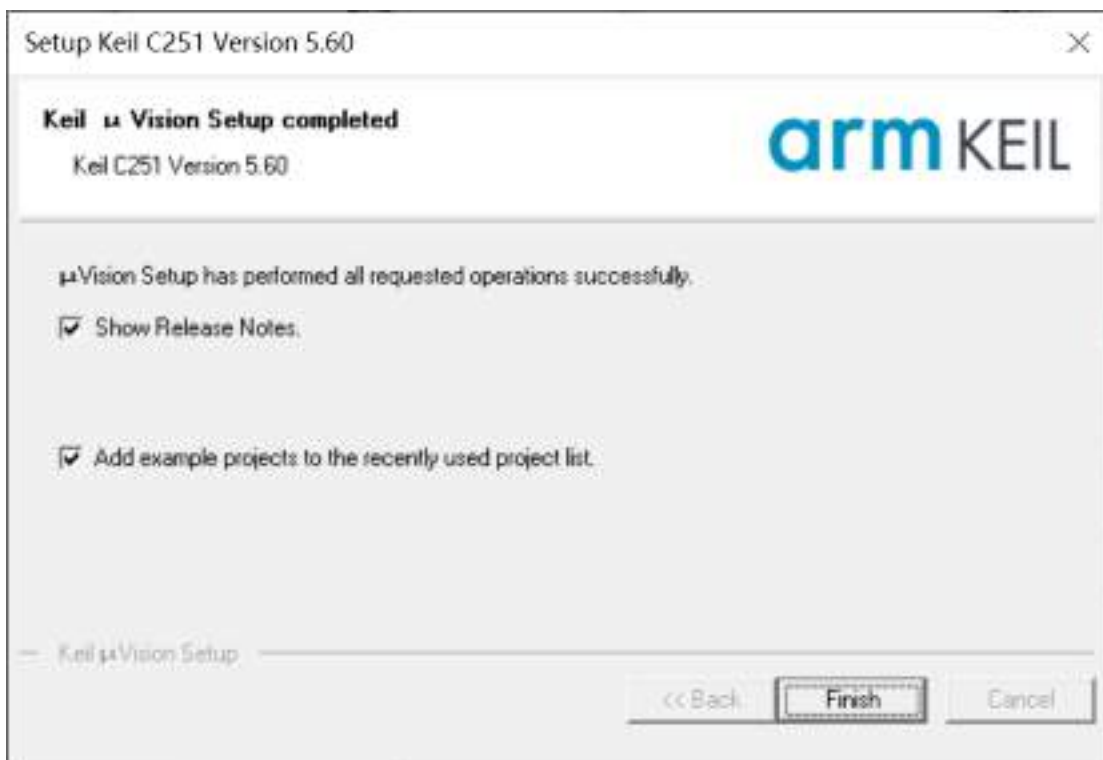 Setup Keil C251 Version 5.60
Keil μ Vision Setup completed
Keil C251 Version 5.60
arm KEIL
μVision Setup has performed all requested operations successfully.
Show Release Notes.
Add example projects to the recently used project list.
Keil μVision Setup
<< Back
Finish
Cancel